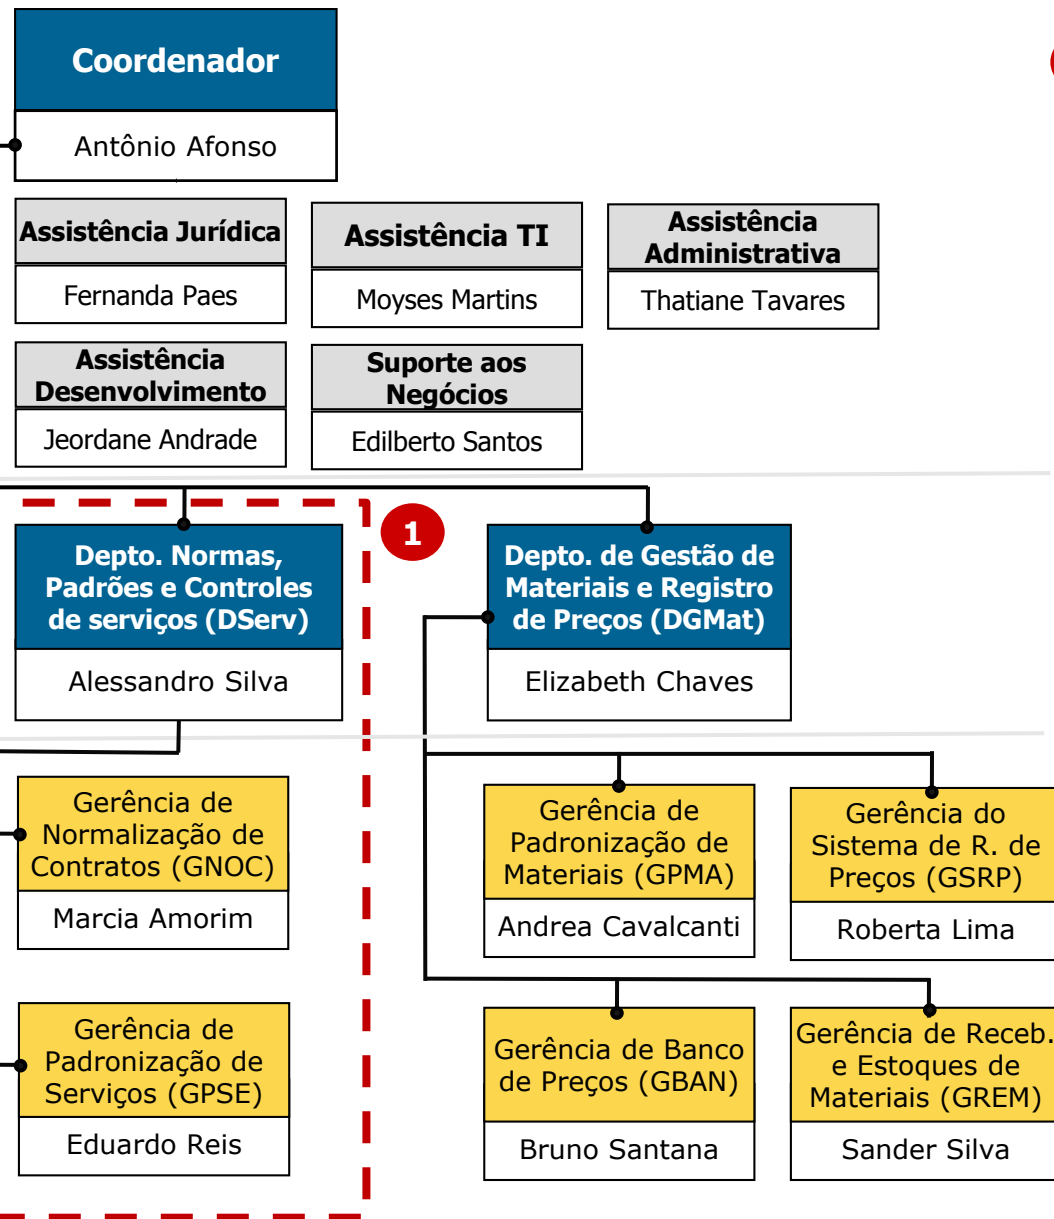 Coordenador
Antônio Afonso
Assistência Jurídica
Fernanda Paes
Assistência TI
Moyses Martins
Assistência
Administrativa
Thatiane Tavares
Assistência
Desenvolvimento
Jeordane Andrade
Suporte aos
Negócios
Edilberto Santos
1
Depto. Normas,
Padrões e Controles
de serviços (DServ)
Alessandro Silva
Depto. de Gestão de
Materiais e Registro
de Preços (DGMat)
Elizabeth Chaves
Gerência de
Normalização de
Contratos (GNOC)
Marcia Amorim
Gerência de
Padronização de
Materiais (GPMA)
Andrea Cavalcanti
Gerência do
Sistema de R. de
Preços (GSRP)
Roberta Lima
Gerência de
Padronização de
Serviços (GPSE)
Eduardo Reis
Gerência de Banco
de Preços (GBAN)
Bruno Santana
Gerência de Receb.
e Estoques de
Materiais (GREM)
Sander Silva